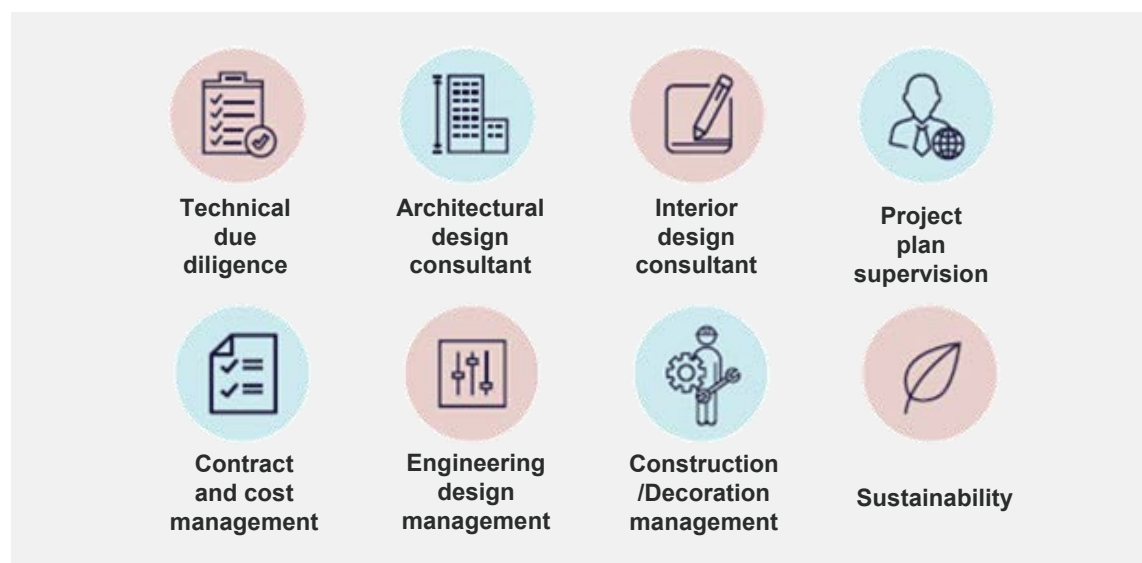 Technical
due
diligence
Architectural
design
consultant
Interior
design
consultant
Project
plan
supervision
Contract
and cost
management
Engineering
design
management
Construction
/Decoration
management
Sustainability